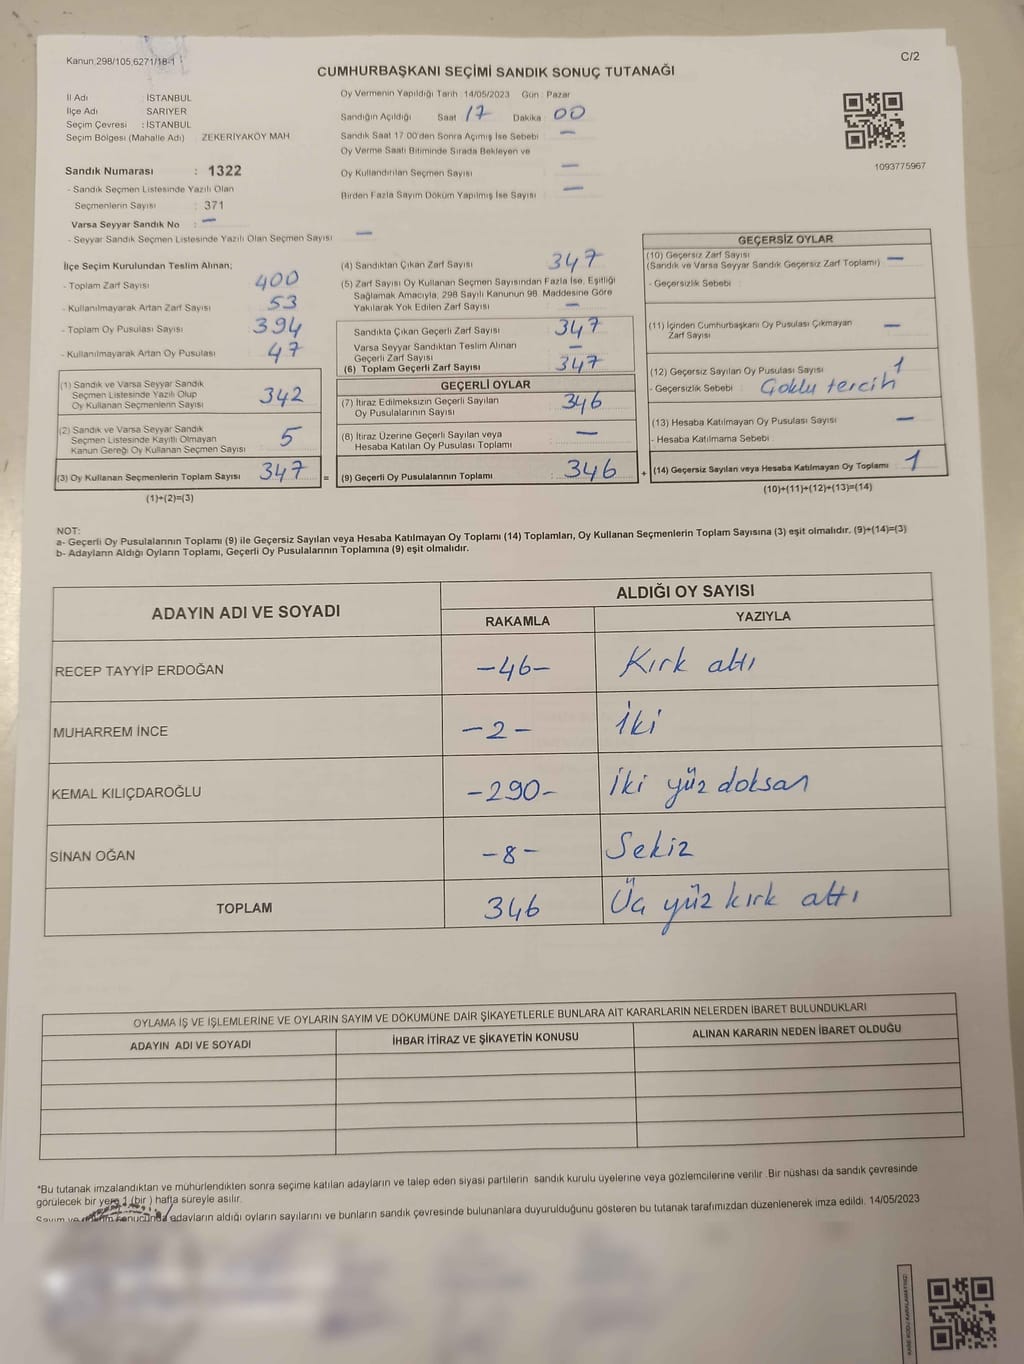 Kanun,298/105,6271/18-1
C/2
CUMHURBAŞKANI SEÇİMİ SANDIK SONUÇ TUTANAĞI
İl Adı : İSTANBUL
İlçe Adı : SARIYER
Seçim Çevresi : İSTANBUL
Seçim Bölgesi (Mahalle Adı) ZEKERİYAKÖY MAH
Oy Vermenin Yapıldığı Tarih :14/05/2023 Gün : Pazar
Sandığın Açıldığı Saat 17 Dakika 00
Sandık Saat 17:00'den Sonra Açımış İse Sebebi : —
Oy Verme Saati Bitiminde Sırada Bekleyen ve
Oy Kullandırılan Seçmen Sayısı —
Birden Fazla Sayım Döküm Yapılmış İse Sayısı —
1093775967
Sandık Numarası : 1322
- Sandık Seçmen Listesinde Yazılı Olan
Seçmenlerin Sayısı : 371
Varsa Seyyar Sandık No : —
- Seyyar Sandık Seçmen Listesinde Yazılı Olan Seçmen Sayısı —
İlçe Seçim Kurulundan Teslim Alınan;
- Toplam Zarf Sayısı 400
- Kullanılmayarak Artan Zarf Sayısı 53
- Toplam Oy Pusulası Sayısı 394
- Kullanılmayarak Artan Oy Pusulası 47
(1) Sandık ve Varsa Seyyar Sandık
Seçmen Listesinde Yazılı Olup
Oy Kullanan Seçmenlerin Sayısı 342
(2) Sandık ve Varsa Seyyar Sandık
Seçmen Listesinde Kayıtlı Olmayan
Kanun Gereği Oy Kullanan Seçmen Sayısı 5
(3) Oy Kullanan Seçmenlerin Toplam Sayısı 347 =
(1)+(2)=(3)
(4) Sandıktan Çıkan Zarf Sayısı 347
(5) Zarf Sayısı Oy Kullanan Seçmen Sayısından Fazla İse, Eşitliği
Sağlamak Amacıyla, 298 Sayılı Kanunun 98. Maddesine Göre
Yakılarak Yok Edilen Zarf Sayısı —
Sandıkta Çıkan Geçerli Zarf Sayısı 347
Varsa Seyyar Sandıktan Teslim Alınan
Geçerli Zarf Sayısı —
(6) Toplam Geçerli Zarf Sayısı 347
GEÇERLİ OYLAR
(7) İtiraz Edilmeksizin Geçerli Sayılan
Oy Pusulalarının Sayısı 346
(8) İtiraz Üzerine Geçerli Sayılan veya
Hesaba Katılan Oy Pusulası Toplamı —
(9) Geçerli Oy Pusulalarının Toplamı : 346 +
GEÇERSİZ OYLAR
(10) Geçersiz Zarf Sayısı
(Sandık ve Varsa Seyyar Sandık Geçersiz Zarf Toplamı) —
- Geçersizlik Sebebi :
(11) İçinden Cumhurbaşkanı Oy Pusulası Çıkmayan
Zarf Sayısı —
(12) Geçersiz Sayılan Oy Pusulası Sayısı 1
- Geçersizlik Sebebi : Çoklu tercih
(13) Hesaba Katılmayan Oy Pusulası Sayısı —
- Hesaba Katılmama Sebebi :
(14) Geçersiz Sayılan veya Hesaba Katılmayan Oy Toplamı 1
(10)+(11)+(12)+(13)=(14)
NOT:
a- Geçerli Oy Pusulalarının Toplamı (9) ile Geçersiz Sayılan veya Hesaba Katılmayan Oy Toplamı (14) Toplamları, Oy Kullanan Seçmenlerin Toplam Sayısına (3) eşit olmalıdır. (9)+(14)=(3)
b- Adayların Aldığı Oyların Toplamı, Geçerli Oy Pusulalarının Toplamına (9) eşit olmalıdır.
ADAYIN ADI VE SOYADI ALDIĞI OY SAYISI
RAKAMLA YAZIYLA
RECEP TAYYİP ERDOĞAN -46- Kırk altı
MUHARREM İNCE -2- İki
KEMAL KILIÇDAROĞLU -290- İki yüz doksan
SİNAN OĞAN -8- Sekiz
TOPLAM 346 Üç yüz kırk altı
OYLAMA İŞ VE İŞLEMLERİNE VE OYLARIN SAYIM VE DÖKÜMÜNE DAİR ŞİKAYETLERLE BUNLARA AİT KARARLARIN NELERDEN İBARET BULUNDUKLARI
ADAYIN ADI VE SOYADI İHBAR İTİRAZ VE ŞİKAYETİN KONUSU ALINAN KARARIN NEDEN İBARET OLDUĞU
*Bu tutanak imzalandıktan ve mühürlendikten sonra seçime katılan adayların ve talep eden siyasi partilerin sandık kurulu üyelerine veya gözlemcilerine verilir .Bir nüshası da sandık çevresinde
görülecek bir yere 1 (bir ) hafta süreyle asılır.
Sayım ve döküm sonucunda adayların aldığı oyların sayılarını ve bunların sandık çevresinde bulunanlara duyurulduğunu gösteren bu tutanak tarafımızdan düzenlenerek imza edildi. 14/05/2023